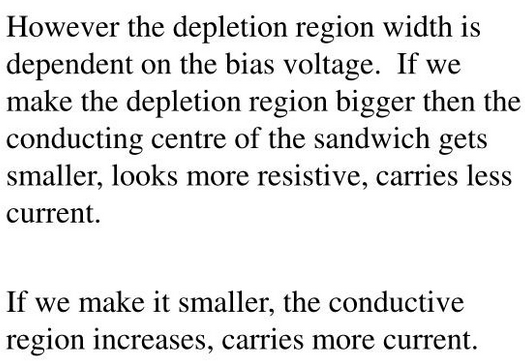 However the depletion region width is
dependent on the bias voltage.  If we
make the depletion region bigger then the
conducting centre of the sandwich gets
smaller, looks more resistive, carries less
current.
If we make it smaller, the conductive
region increases, carries more current.